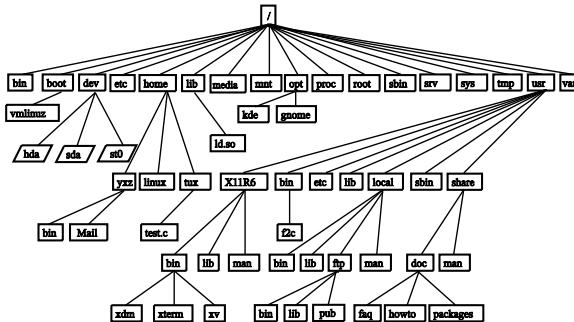 /
bin boot dev etc home lib media mnt opt proc root sbin srv sys tmp usr var
vmlinuz kde gnome
hda sda st0 ld.so
yxz linux tux X11R6 bin etc lib local sbin share
bin Mail test.c f2c
bin lib man bin lib ftp man doc man
xdm xterm xv bin lib pub faq howto packages